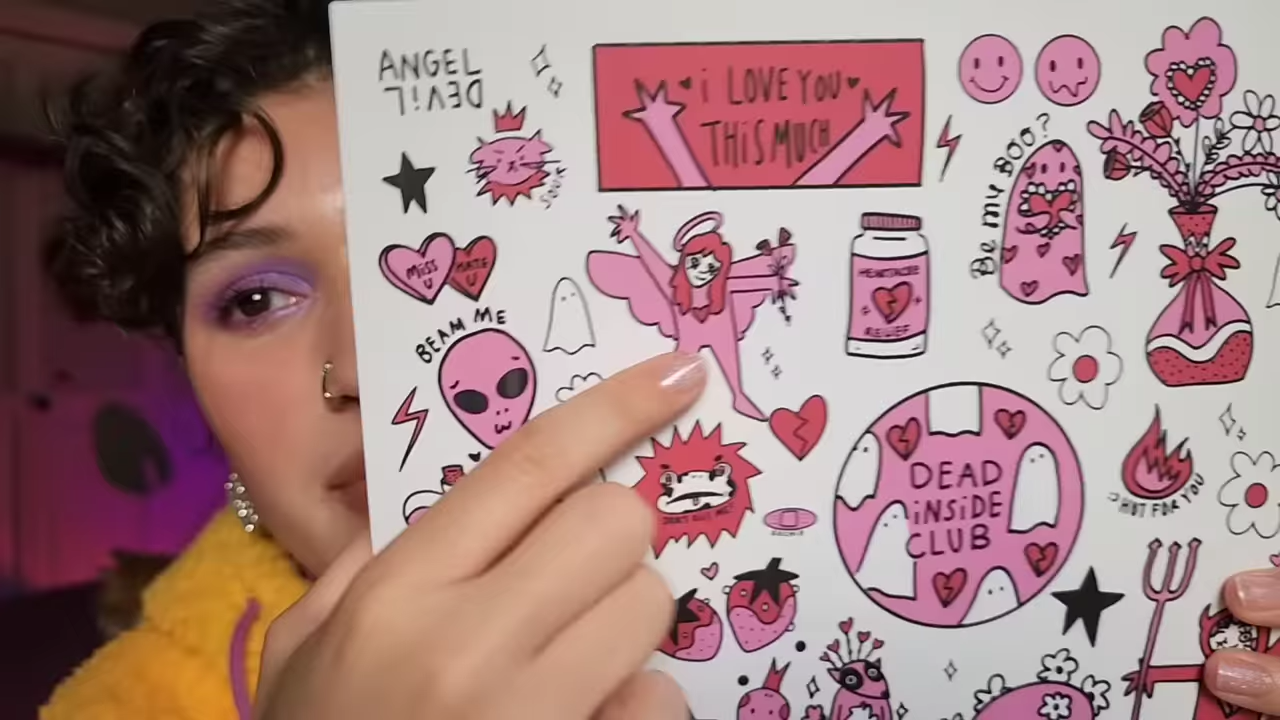 ANGEL
DEVIL
i LOVE YOU
THiS MUCH
SOUR
Be my BOO?
MiSS
U
HATE
U
HEARTACHE
RELIEF
BEAM ME
DEAD
iNSiDE
CLUB
HOT FOR YOU